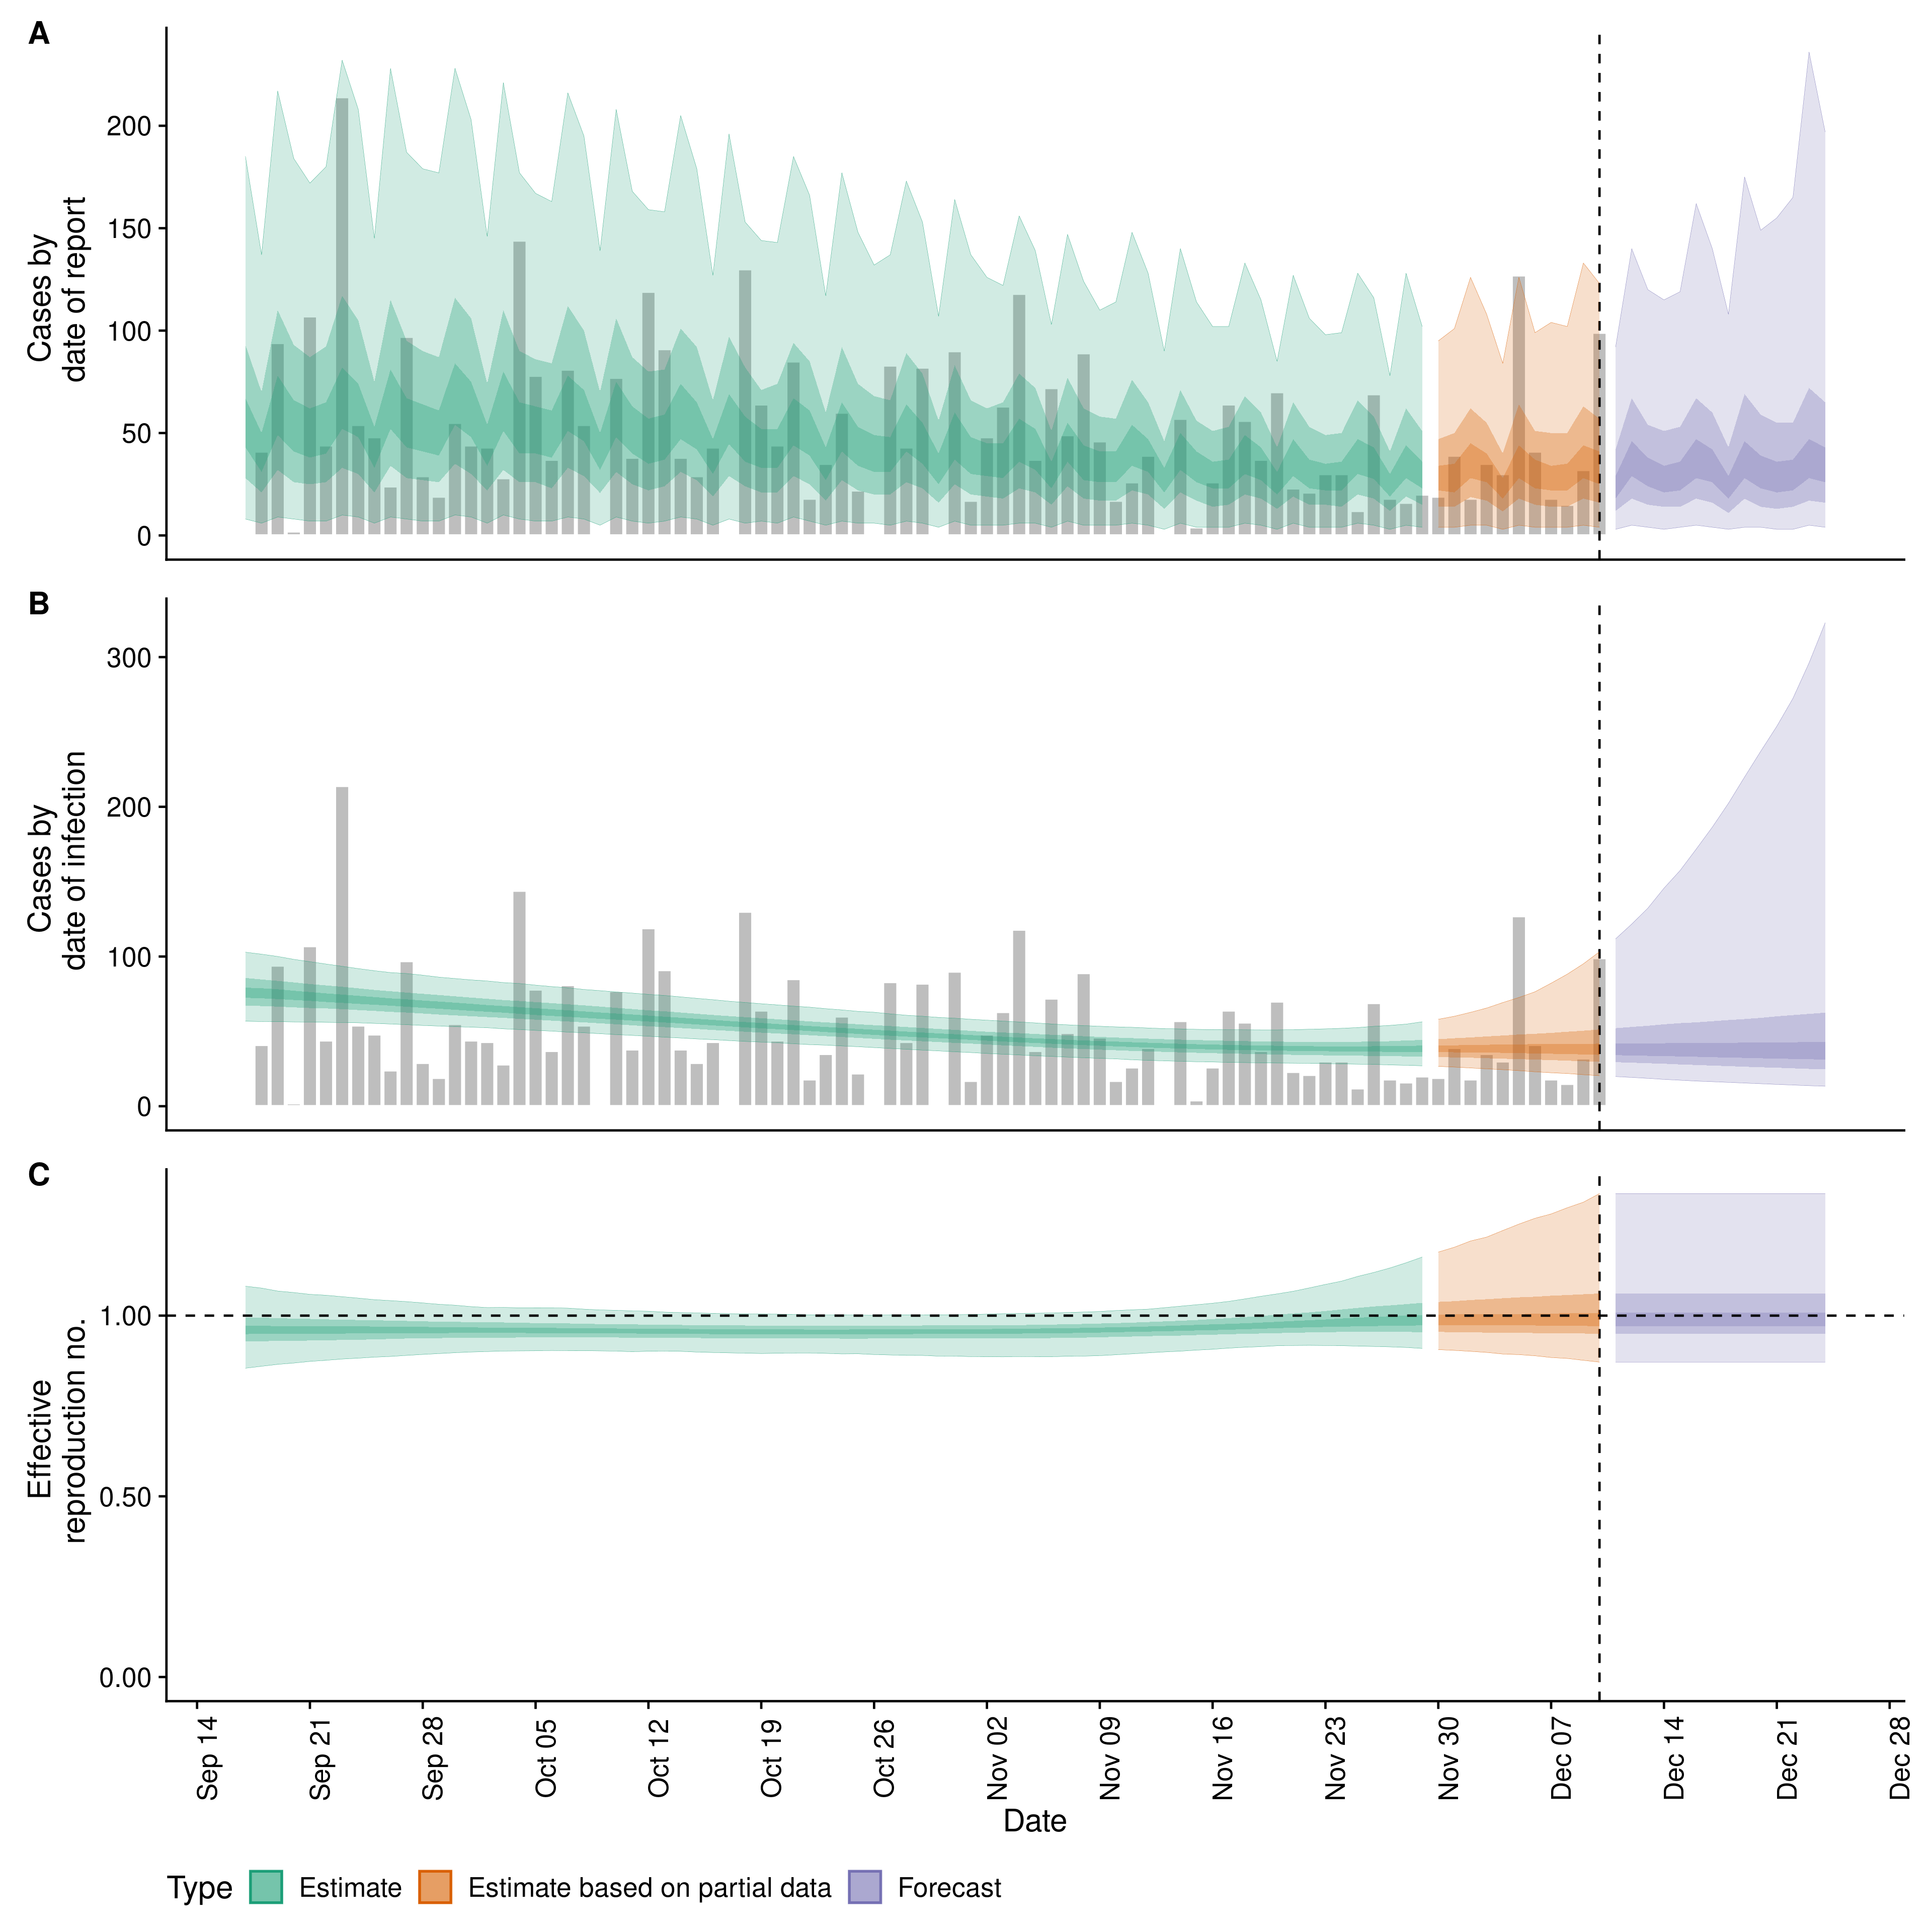 A
Cases by
date of report
200
150
100
50
0
B
Cases by
date of infection
300
200
100
0
C
Effective
reproduction no.
1.00
0.50
0.00
Sep 14
Sep 21
Sep 28
Oct 05
Oct 12
Oct 19
Oct 26
Nov 02
Nov 09
Nov 16
Nov 23
Nov 30
Dec 07
Dec 14
Dec 21
Dec 28
Date
Type Estimate Estimate based on partial data Forecast